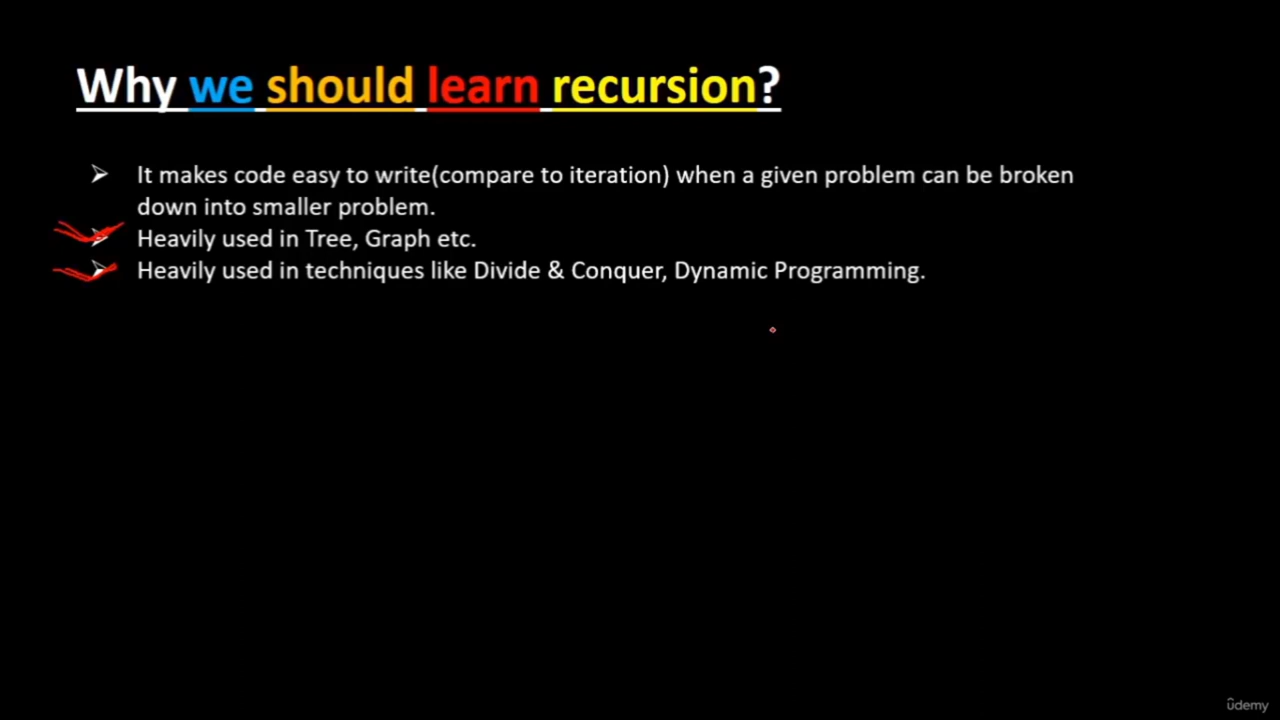 Why we should learn recursion?
➤ It makes code easy to write(compare to iteration) when a given problem can be broken
down into smaller problem.
➤ Heavily used in Tree, Graph etc.
➤ Heavily used in techniques like Divide & Conquer, Dynamic Programming.
ûdemy